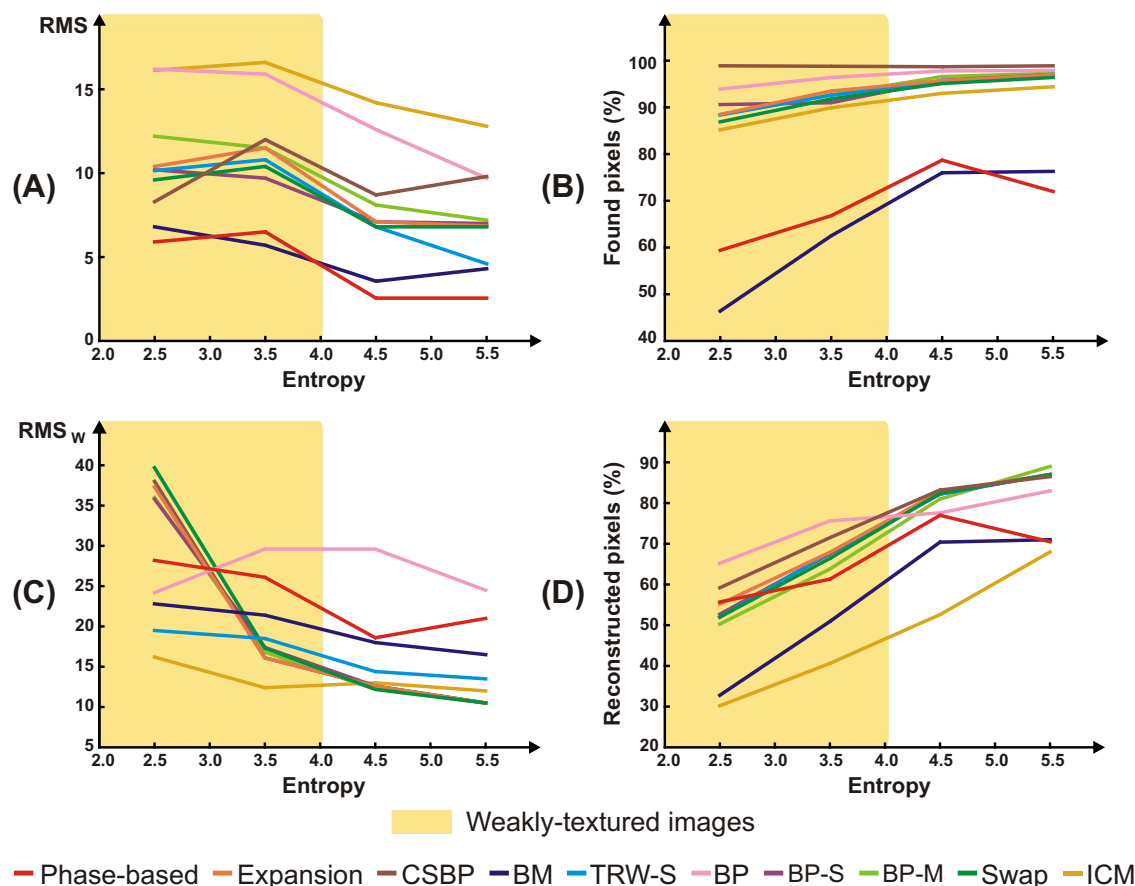 RMS
15
10
5
0
2.0 2.5 3.0 3.5 4.0 4.5 5.0 5.5
Entropy
(A)
Found pixels (%)
100
90
80
70
60
50
40
2.0 2.5 3.0 3.5 4.0 4.5 5.0 5.5
Entropy
(B)
RMS W
40
35
30
25
20
15
10
5
2.0 2.5 3.0 3.5 4.0 4.5 5.0 5.5
Entropy
(C)
Reconstructed pixels (%)
90
80
70
60
50
40
30
20
2.0 2.5 3.0 3.5 4.0 4.5 5.0 5.5
Entropy
(D)
Weakly-textured images
Phase-based Expansion CSBP BM TRW-S BP BP-S BP-M Swap ICM